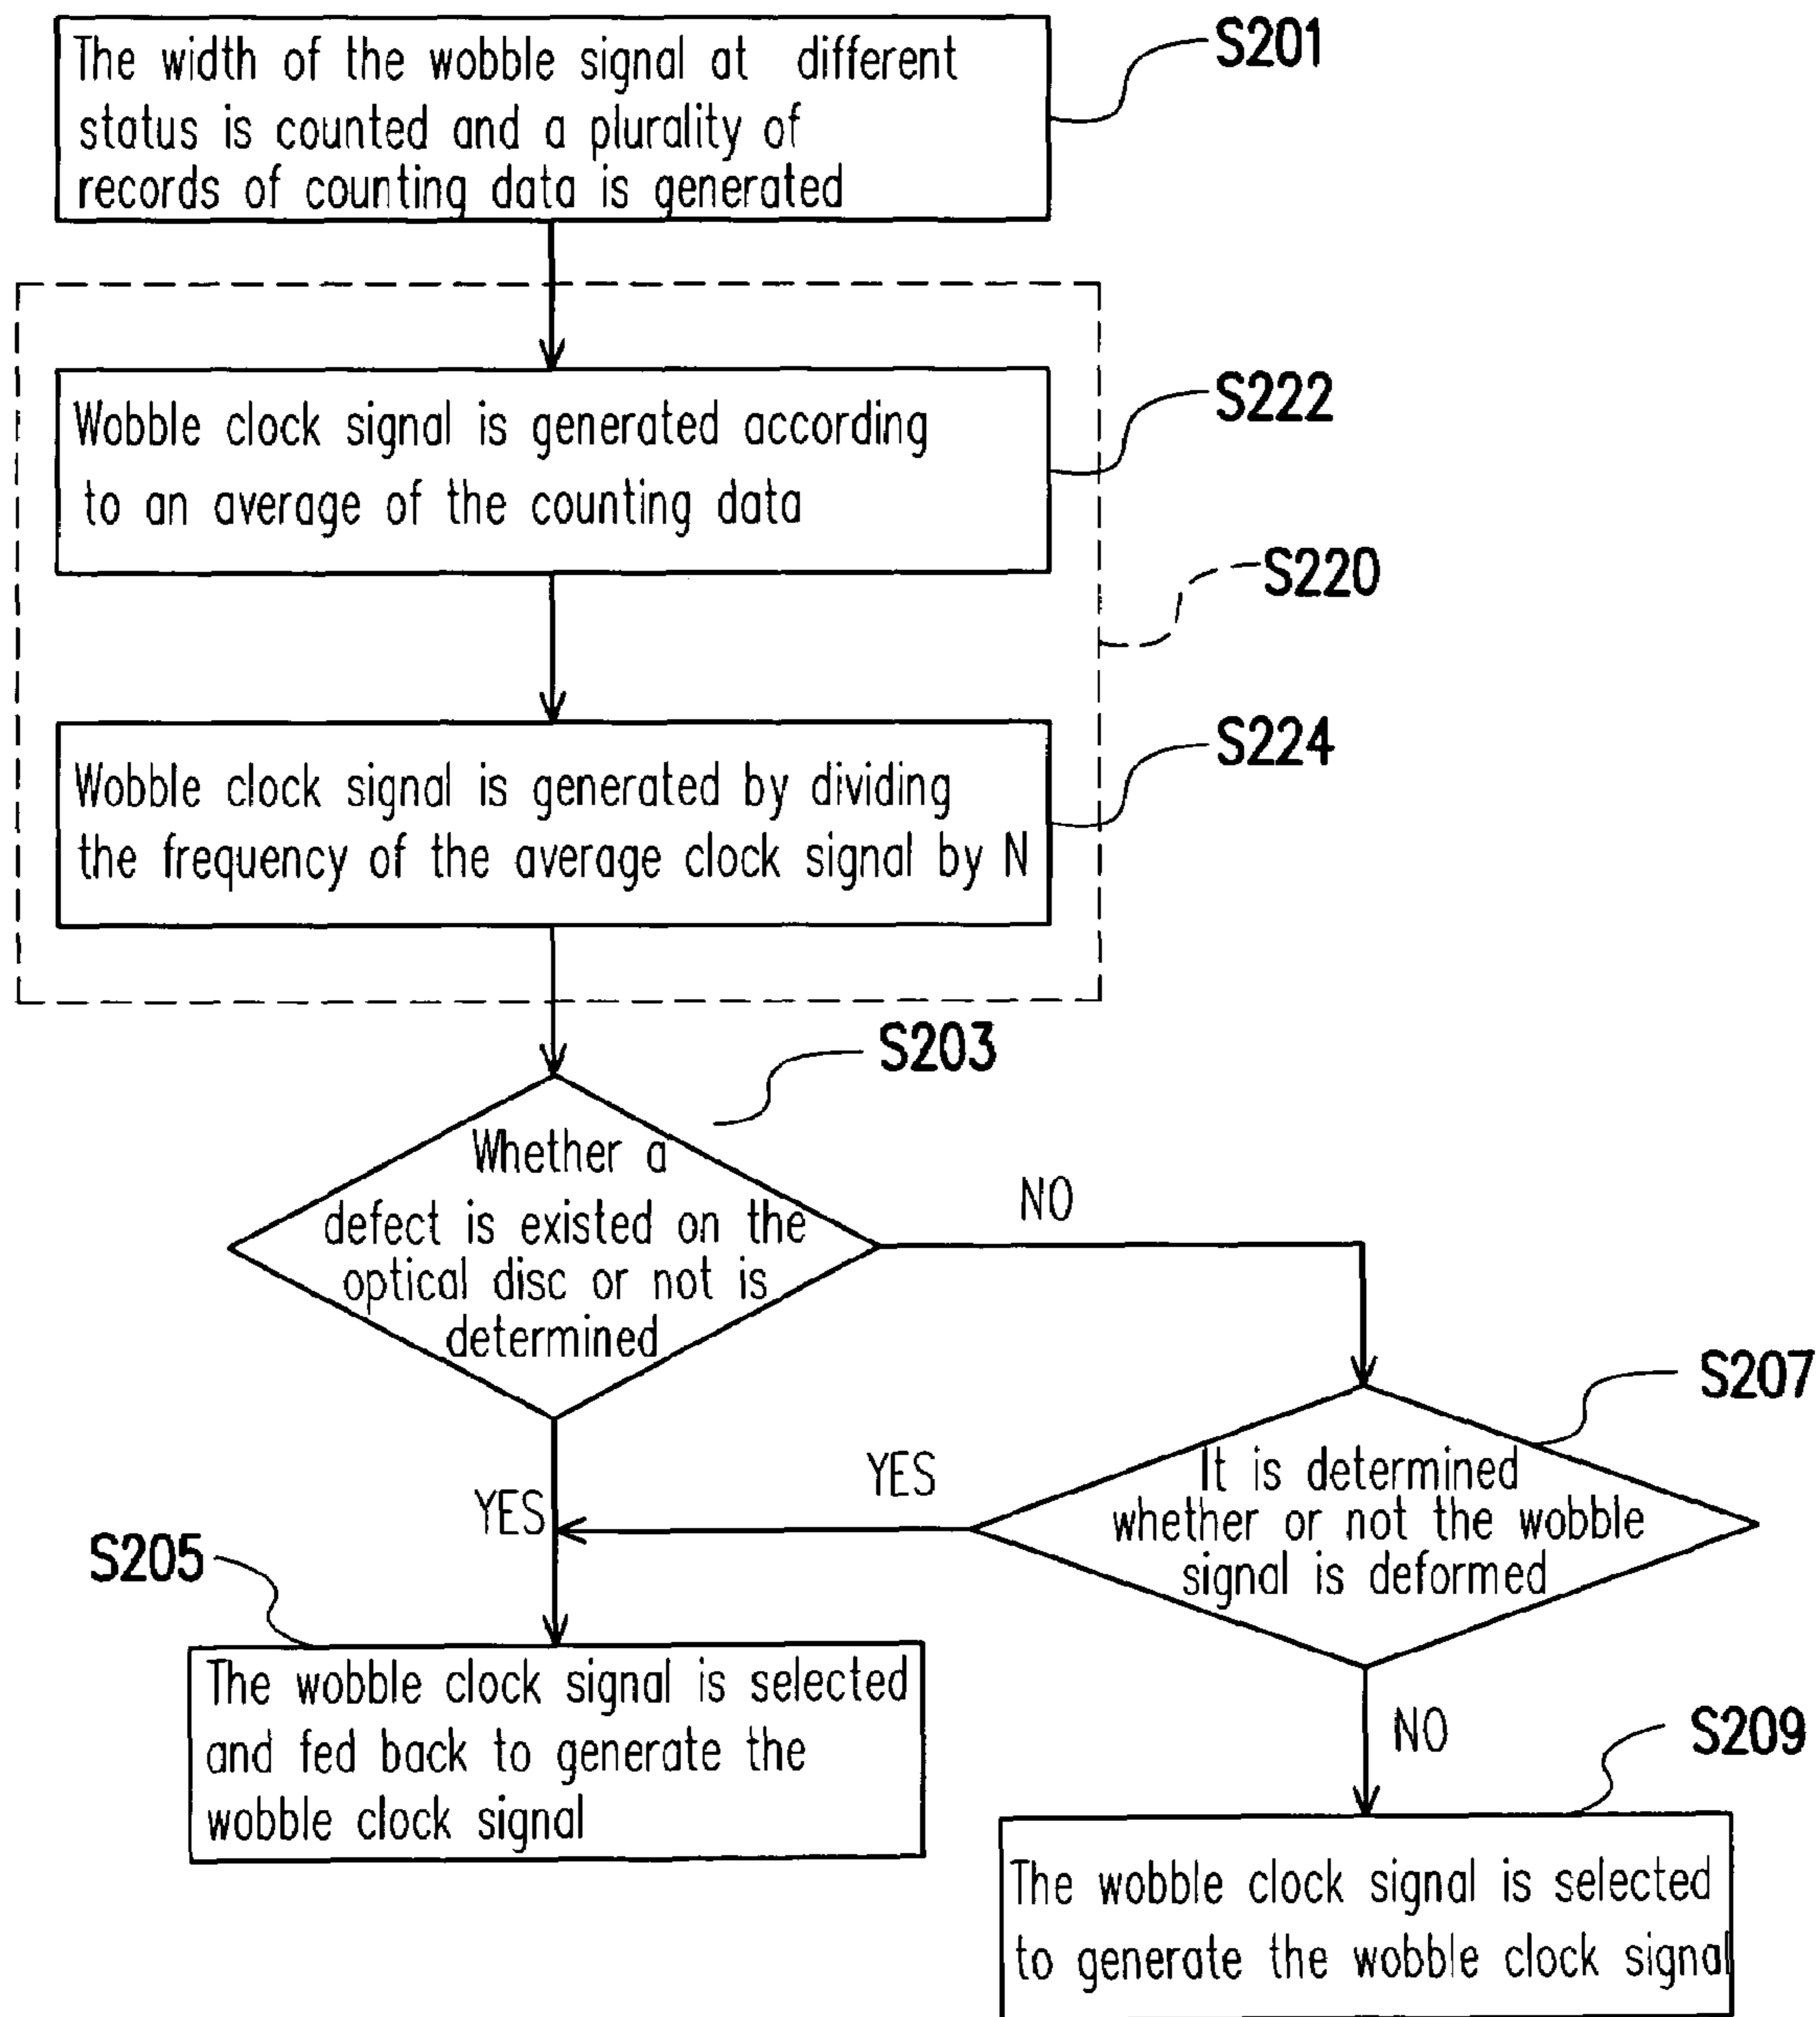 The width of the wobble signal at different
status is counted and a plurality of
records of counting data is generated
S201
Wobble clock signal is generated according
to an average of the counting data
S222
S220
Wobble clock signal is generated by dividing
the frequency of the average clock signal by N
S224
S203
Whether a
defect is existed on the
optical disc or not is
determined
NO
S207
It is determined
whether or not the wobble
signal is deformed
YES
YES
S205
The wobble clock signal is selected
and fed back to generate the
wobble clock signal
NO
S209
The wobble clock signal is selected
to generate the wobble clock signal